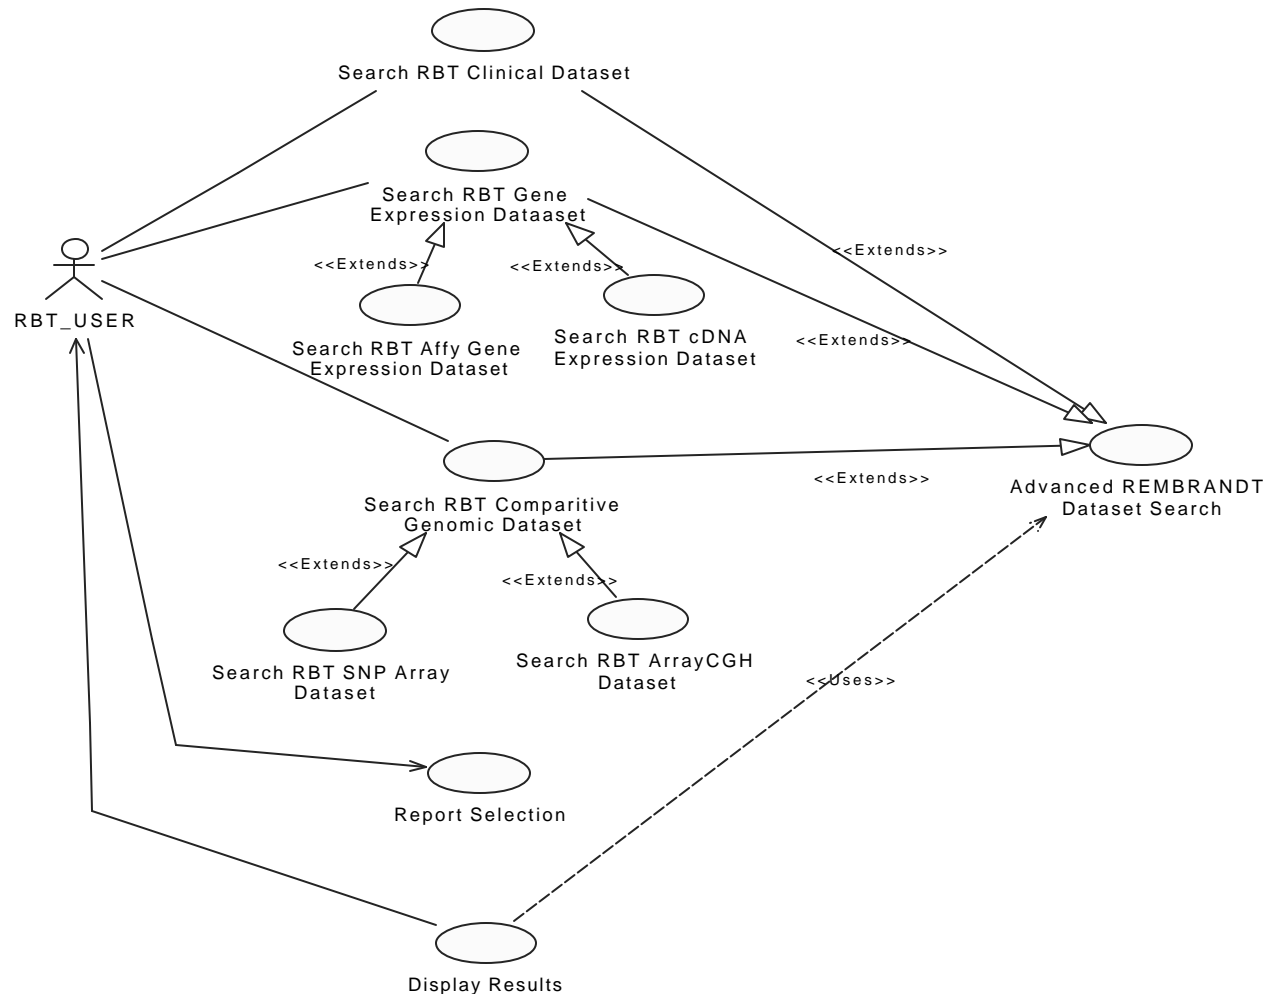 Search RBT Clinical Dataset
Search RBT Gene
Expression Dataaset
<<Extends>>
<<Extends>>
<<Extends>>
RBT_USER
Search RBT Affy Gene
Expression Dataset
Search RBT cDNA
Expression Dataset
<<Extends>>
<<Extends>>
Advanced REMBRANDT
Dataset Search
Search RBT Comparitive
Genomic Dataset
<<Extends>>
<<Extends>>
Search RBT SNP Array
Dataset
Search RBT ArrayCGH
Dataset
<<Uses>>
Report Selection
Display Results